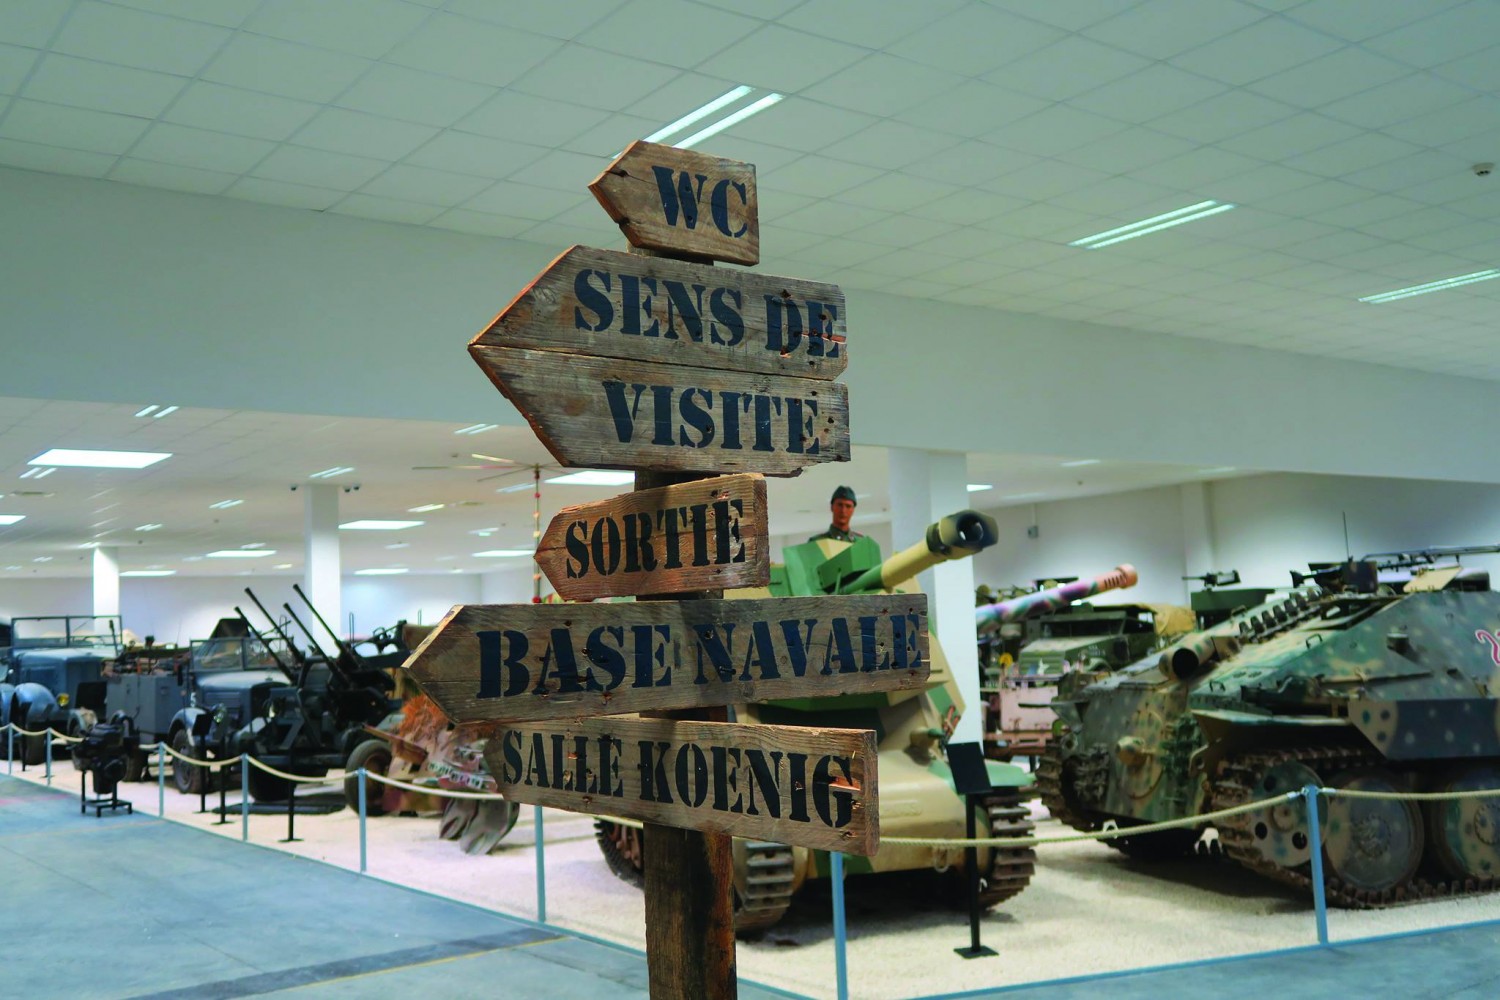 WC
SENS DE
VISITE
SORTIE
BASE NAVALE
SALLE KOENIG